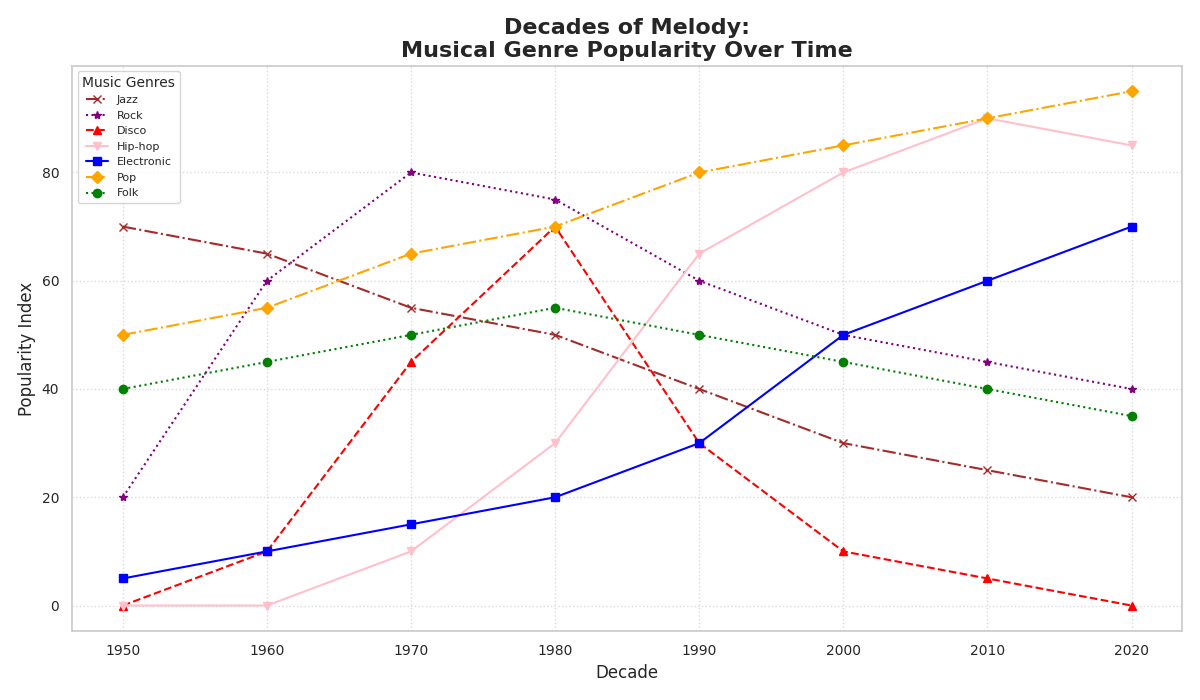 Decades of Melody:
Musical Genre Popularity Over Time
Music Genres
Jazz
Rock
Disco
Hip-hop
Electronic
Pop
Folk
Popularity Index
80
60
40
20
0
1950 1960 1970 1980 1990 2000 2010 2020
Decade